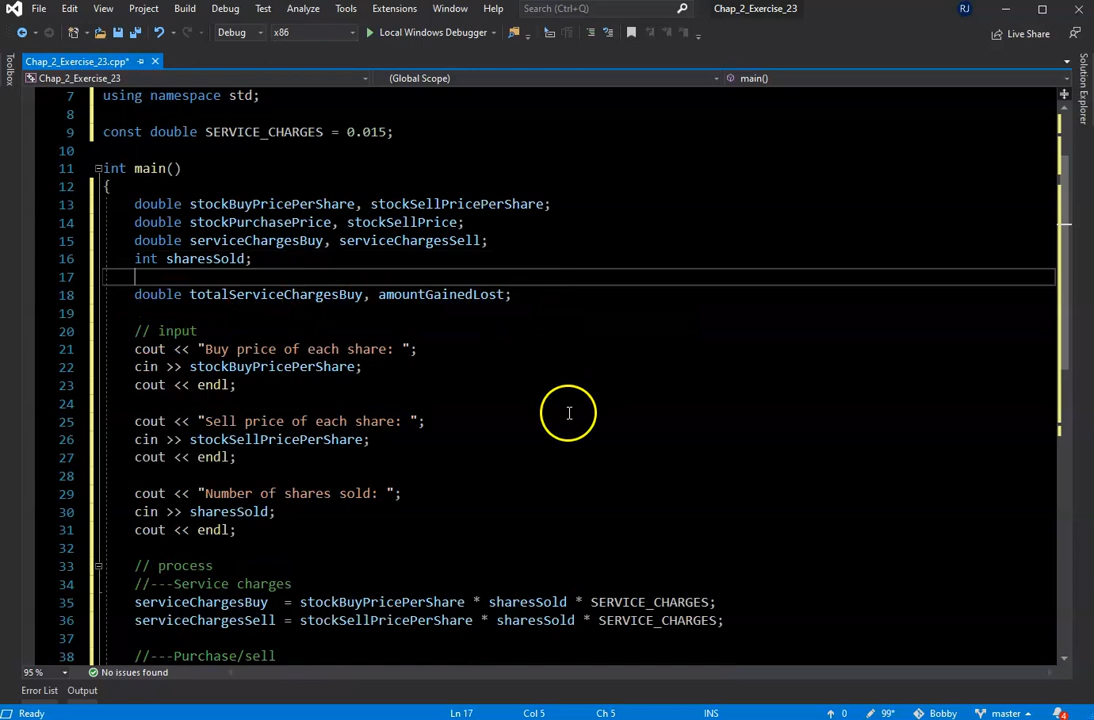 File Edit View Project Build Debug Test Analyze Tools Extensions Window Help Search (Ctrl+Q) Chap_2_Exercise_23 RJ
Debug x86 Local Windows Debugger Live Share
Chap_2_Exercise_23.cpp*
Chap_2_Exercise_23 (Global Scope) main()
Toolbox
Solution Explorer
7 using namespace std;
8
9 const double SERVICE_CHARGES = 0.015;
10
11 int main()
12 {
13 double stockBuyPricePerShare, stockSellPricePerShare;
14 double stockPurchasePrice, stockSellPrice;
15 double serviceChargesBuy, serviceChargesSell;
16 int sharesSold;
17
18 double totalServiceChargesBuy, amountGainedLost;
19
20 // input
21 cout << "Buy price of each share: ";
22 cin >> stockBuyPricePerShare;
23 cout << endl;
24
25 cout << "Sell price of each share: ";
26 cin >> stockSellPricePerShare;
27 cout << endl;
28
29 cout << "Number of shares sold: ";
30 cin >> sharesSold;
31 cout << endl;
32
33 // process
34 //---Service charges
35 serviceChargesBuy  = stockBuyPricePerShare * sharesSold * SERVICE_CHARGES;
36 serviceChargesSell = stockSellPricePerShare * sharesSold * SERVICE_CHARGES;
37
38 //---Purchase/sell
95 % No issues found
Error List Output
Ready Ln 17 Col 5 Ch 5 INS 0 99* Bobby master 4